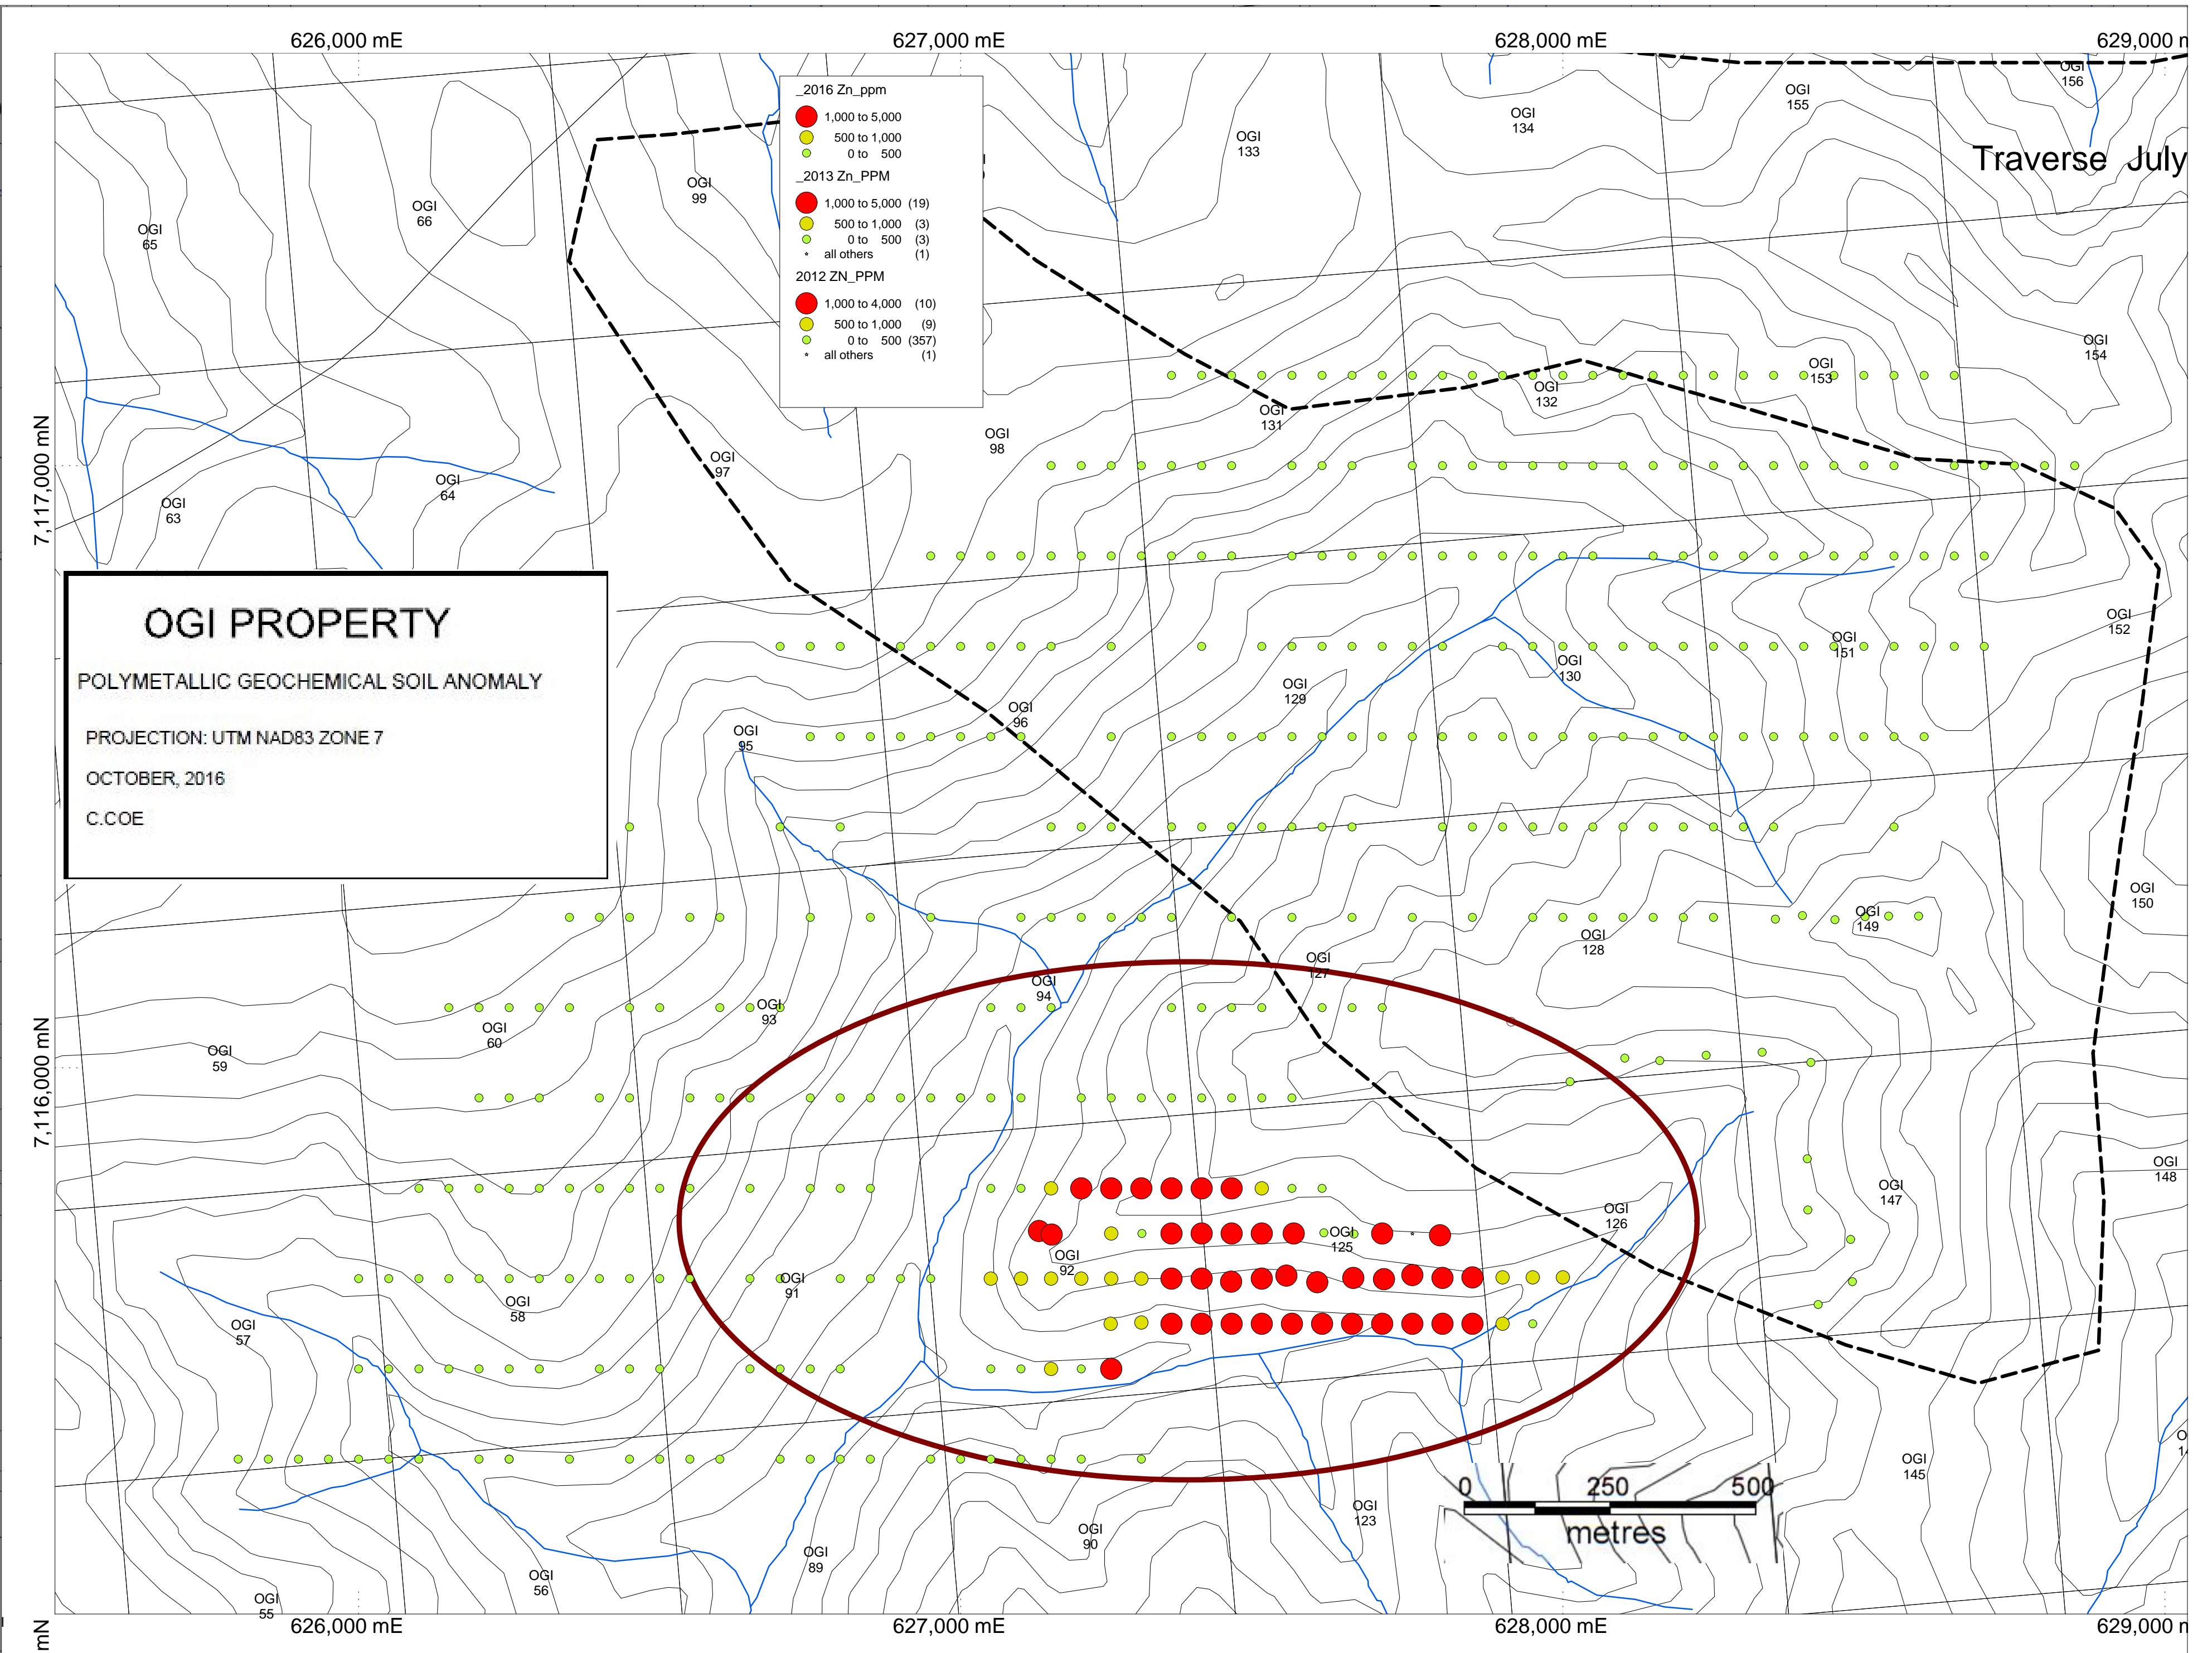 626,000 mE
627,000 mE
628,000 mE
629,000 m
_2016 Zn_ppm
1,000 to 5,000
500 to 1,000
0 to 500
_2013 Zn_PPM
1,000 to 5,000 (19)
500 to 1,000 (3)
0 to 500 (3)
all others (1)
2012 ZN_PPM
1,000 to 4,000 (10)
500 to 1,000 (9)
0 to 500 (357)
all others (1)
OGI
156
OGI
155
OGI
134
OGI
133
Traverse July
OGI
99
OGI
66
OGI
65
OGI
154
OGI
153
OGI
132
OGI
131
OGI
98
OGI
97
OGI
64
OGI
63
7,117,000 mN
OGI PROPERTY
POLYMETALLIC GEOCHEMICAL SOIL ANOMALY
PROJECTION: UTM NAD83 ZONE 7
OCTOBER, 2016
C.COE
OGI
152
OGI
151
OGI
130
OGI
129
OGI
96
OGI
95
OGI
150
OGI
149
OGI
128
OGI
127
OGI
94
OGI
93
OGI
60
OGI
59
7,116,000 mN
OGI
148
OGI
147
OGI
126
OGI
125
OGI
92
OGI
91
OGI
58
OGI
57
OGI
145
0 250 500
metres
OGI
123
OGI
90
OGI
89
OGI
56
OGI
55
mN
626,000 mE
627,000 mE
628,000 mE
629,000 m